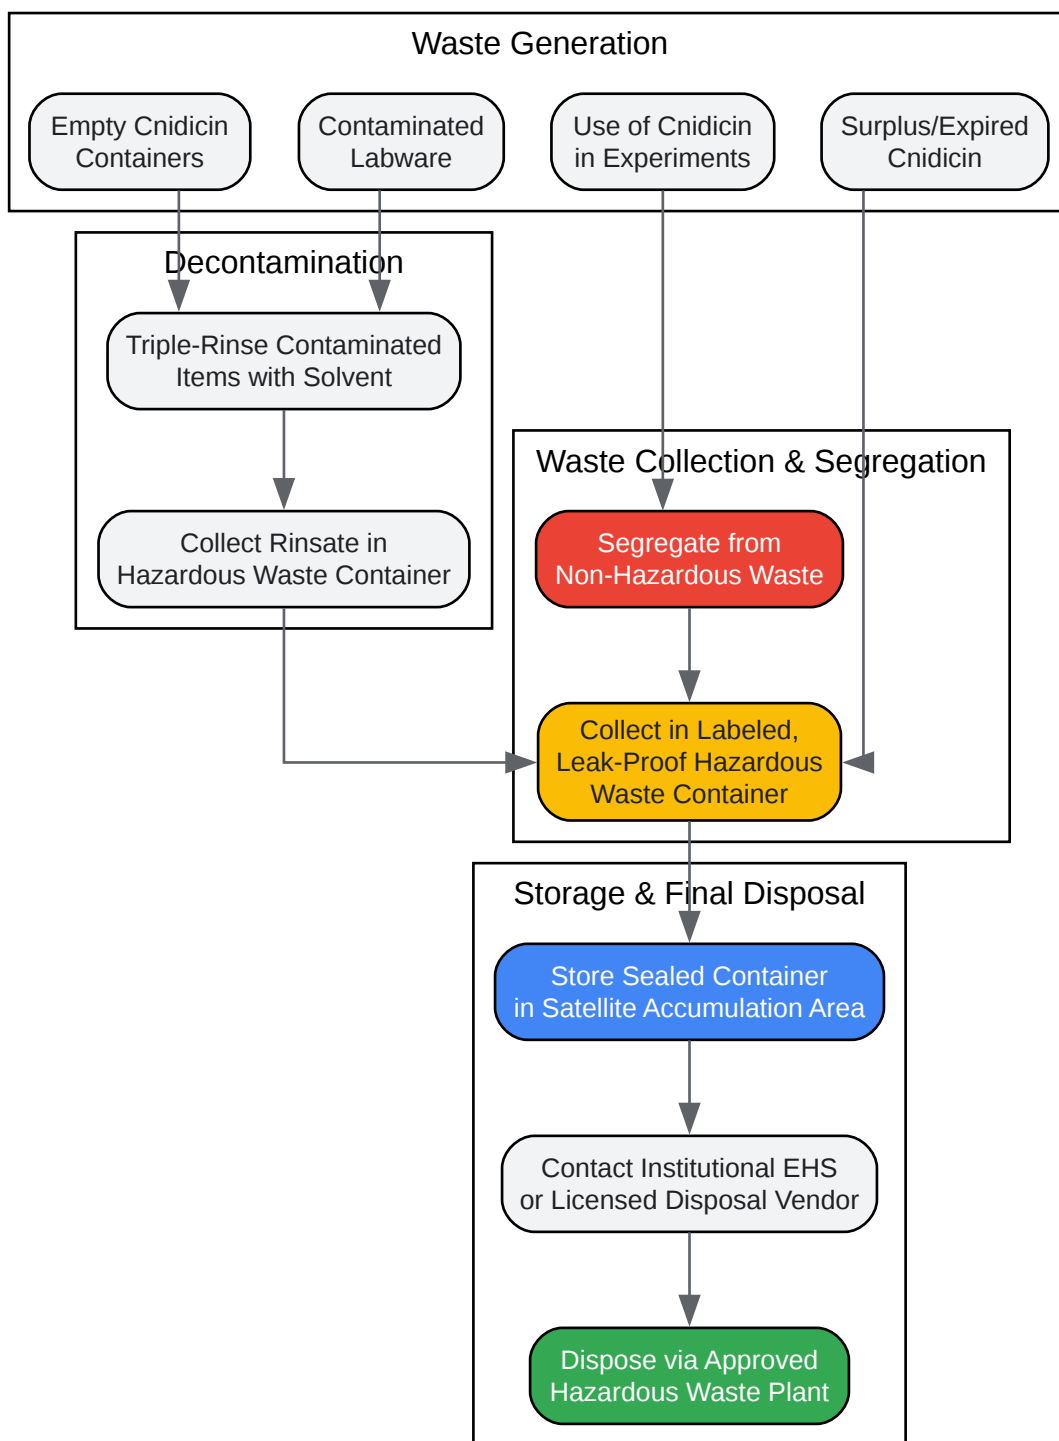 Waste Generation
Empty Cnidicin
Containers
Contaminated
Labware
Use of Cnidicin
in Experiments
Surplus/Expired
Cnidicin
Decontamination
Triple-Rinse Contaminated
Items with Solvent
Collect Rinsate in
Hazardous Waste Container
Waste Collection & Segregation
Segregate from
Non-Hazardous Waste
Collect in Labeled,
Leak-Proof Hazardous
Waste Container
Storage & Final Disposal
Store Sealed Container
in Satellite Accumulation Area
Contact Institutional EHS
or Licensed Disposal Vendor
Dispose via Approved
Hazardous Waste Plant